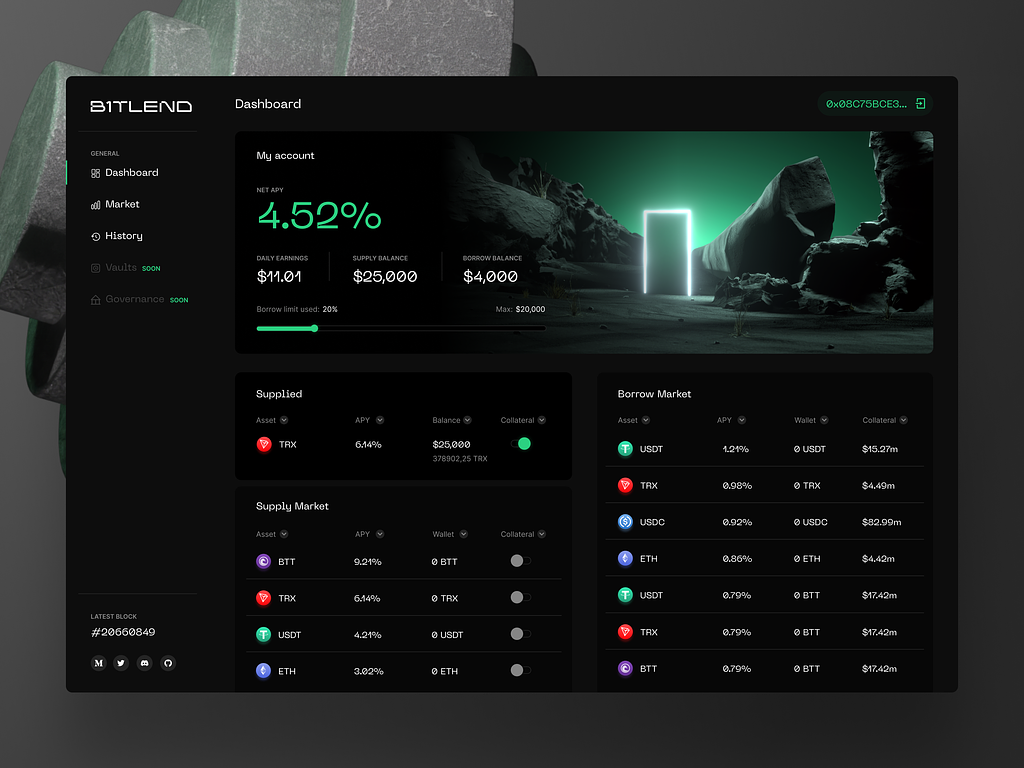 B1TLEND
Dashboard
0x08C75BCE3...
GENERAL
Dashboard
Market
History
Vaults SOON
Governance SOON
LATEST BLOCK
#20660849
My account
NET APY
4.52%
DAILY EARNINGS SUPPLY BALANCE BORROW BALANCE
$11.01 $25,000 $4,000
Borrow limit used: 20% Max: $20,000
Supplied
Asset APY Balance Collateral
TRX 6.14% $25,000
378902,25 TRX
Supply Market
Asset APY Wallet Collateral
BTT 9.21% 0 BTT
TRX 6.14% 0 TRX
USDT 4.21% 0 USDT
ETH 3.02% 0 ETH
Borrow Market
Asset APY Wallet Collateral
USDT 1.21% 0 USDT $15.27m
TRX 0.98% 0 TRX $4.49m
USDC 0.92% 0 USDC $82.99m
ETH 0.86% 0 ETH $4.42m
USDT 0.79% 0 BTT $17.42m
TRX 0.79% 0 BTT $17.42m
BTT 0.79% 0 BTT $17.42m